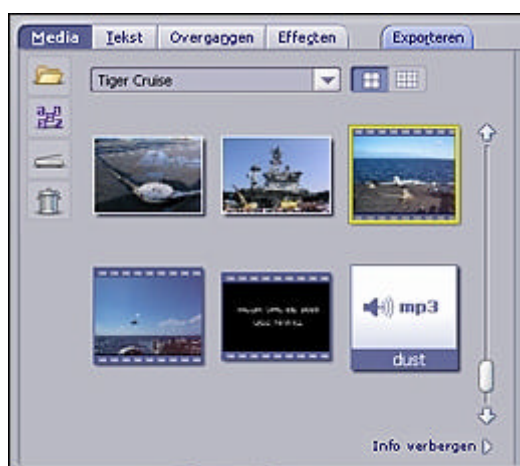 Media Tekst Overgangen Effecten Exporteren
Tiger Cruise
mp3
dust
Info verbergen